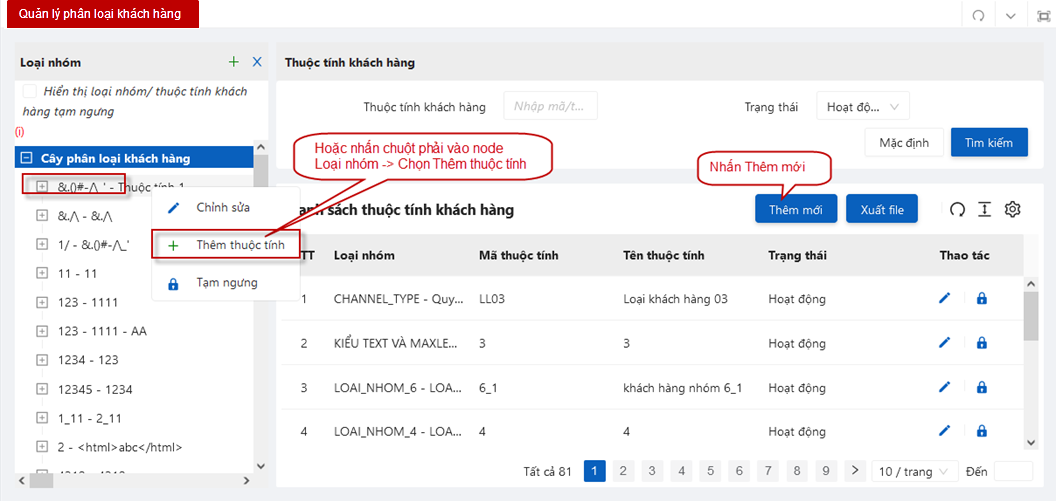 Quản lý phân loại khách hàng
Loại nhóm
Hiển thị loại nhóm/ thuộc tính khách
hàng tạm ngưng
(i)
Cây phân loại khách hàng
&.()#-/\_' - Thuộc tính 1
&./\ - &./\
1/ - &.()#-/\_'
11 - 11
123 - 1111
123 - 1111 - AA
1234 - 123
12345 - 1234
1_11 - 2_11
2 - <html>abc</html>
Chỉnh sửa
Thêm thuộc tính
Tạm ngưng
Thuộc tính khách hàng
Thuộc tính khách hàng
Nhập mã/t...
Trạng thái
Hoạt độ...
Mặc định
Tìm kiếm
Hoặc nhấn chuột phải vào node
Loại nhóm -> Chọn Thêm thuộc tính
Nhấn Thêm mới
anh sách thuộc tính khách hàng
Thêm mới
Xuất file
TT Loại nhóm Mã thuộc tính Tên thuộc tính Trạng thái Thao tác
1 CHANNEL_TYPE - Quy... LL03 Loại khách hàng 03 Hoạt động
2 KIỂU TEXT VÀ MAXLE... 3 3 Hoạt động
3 LOAI_NHOM_6 - LOA... 6_1 khách hàng nhóm 6_1 Hoạt động
4 LOAI_NHOM_4 - LOA... 4 4 Hoạt động
Tất cả 81 1 2 3 4 5 6 7 8 9 10 / trang Đến